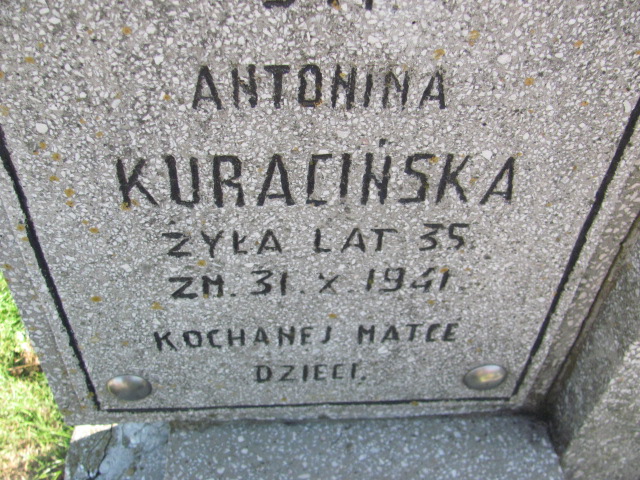 ANTONINA
KURACIŃSKA
ŻYŁA LAT 35
ZM. 31. X. 1941.
KOCHANEJ MATCE
DZIECI.